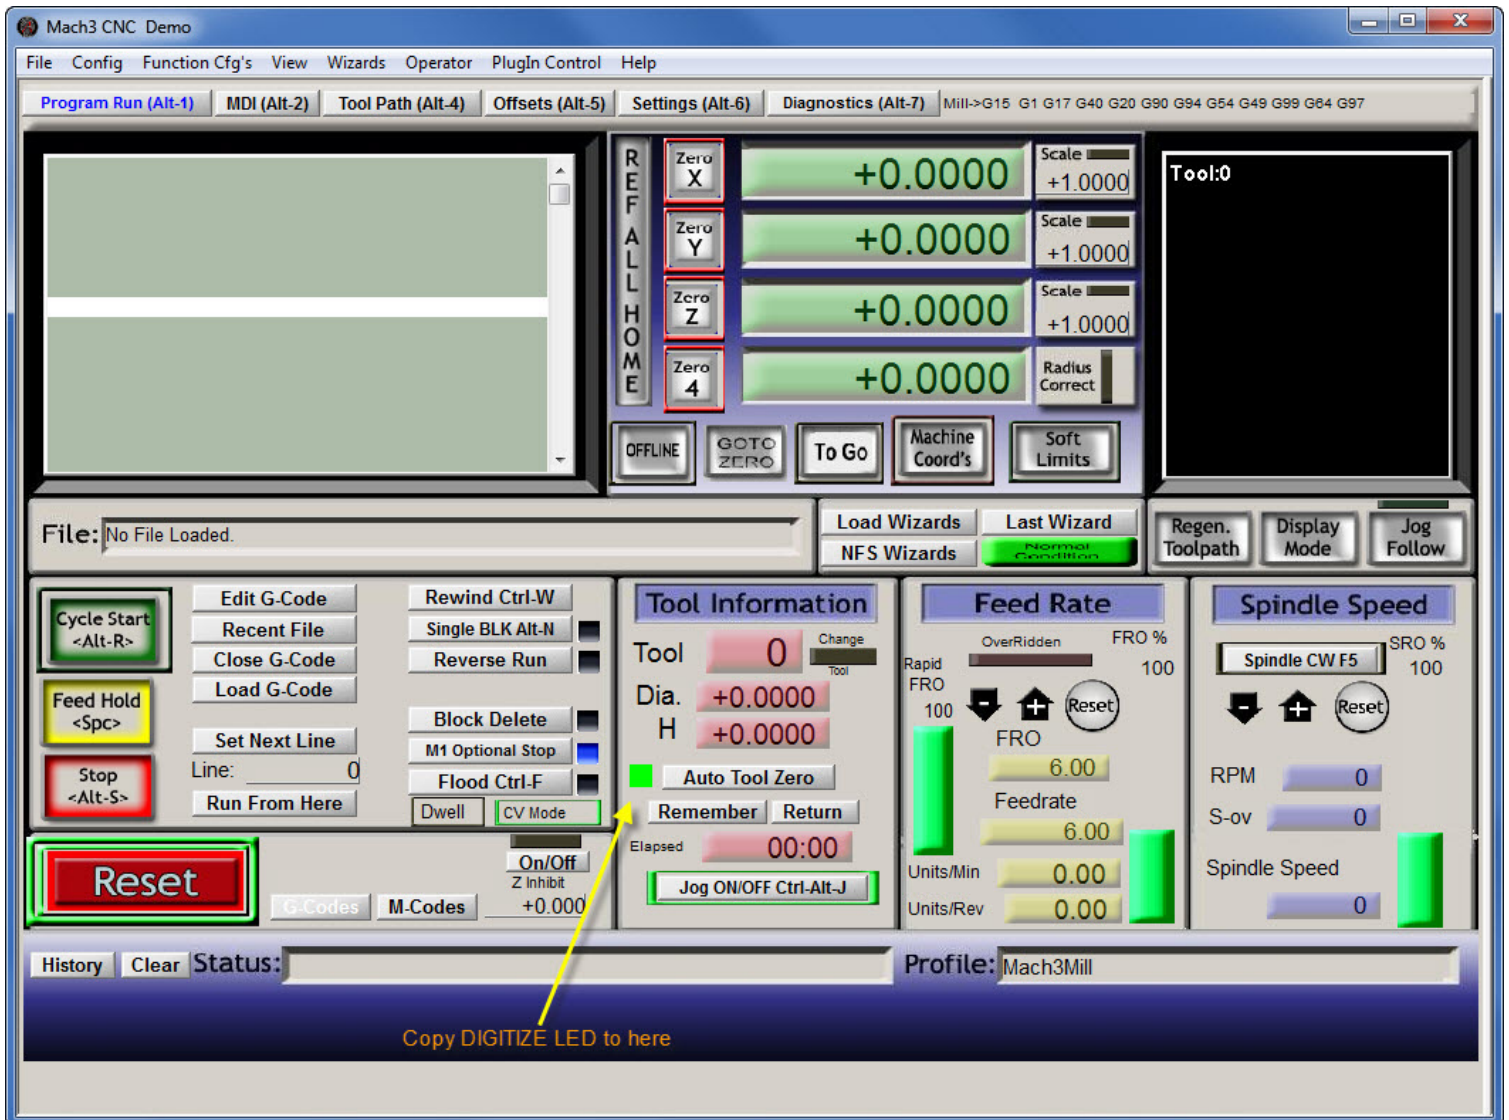 Mach3 CNC  Demo
File Config Function Cfg's View Wizards Operator PlugIn Control Help
Program Run (Alt-1) MDI (Alt-2) Tool Path (Alt-4) Offsets (Alt-5) Settings (Alt-6) Diagnostics (Alt-7) Mill->G15 G1 G17 G40 G20 G90 G94 G54 G49 G99 G64 G97
REF ALL HOME
Zero X +0.0000 Scale +1.0000
Zero Y +0.0000 Scale +1.0000
Zero Z +0.0000 Scale +1.0000
Zero 4 +0.0000 Radius Correct
OFFLINE GOTO ZERO To Go Machine Coord's Soft Limits
Tool:0
File: No File Loaded.
Load Wizards Last Wizard
NFS Wizards Normal Condition
Regen. Toolpath Display Mode Jog Follow
Cycle Start <Alt-R>
Feed Hold <Spc>
Stop <Alt-S>
Edit G-Code
Recent File
Close G-Code
Load G-Code
Set Next Line
Line: 0
Run From Here
Rewind Ctrl-W
Single BLK Alt-N
Reverse Run
Block Delete
M1 Optional Stop
Flood Ctrl-F
Dwell CV Mode
Reset
G-Codes M-Codes
On/Off
Z Inhibit
+0.000
Tool Information
Tool 0 Change Tool
Dia. +0.0000
H +0.0000
Auto Tool Zero
Remember Return
Elapsed 00:00
Jog ON/OFF Ctrl-Alt-J
Feed Rate
OverRidden FRO %
100
Rapid FRO
100
Reset
FRO
6.00
Feedrate
6.00
Units/Min 0.00
Units/Rev 0.00
Spindle Speed
Spindle CW F5 SRO %
100
Reset
RPM 0
S-ov 0
Spindle Speed
0
History Clear Status:
Profile: Mach3Mill
Copy DIGITIZE LED to here